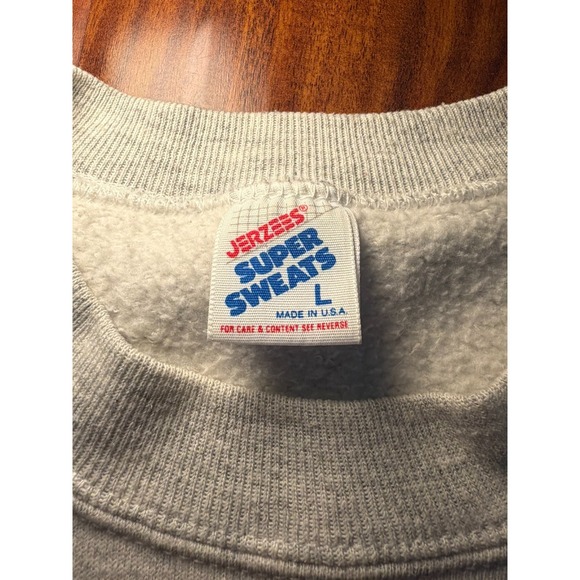 JERZEES®
SUPER
SWEATS
L
MADE IN U.S.A.
FOR CARE & CONTENT SEE REVERSE